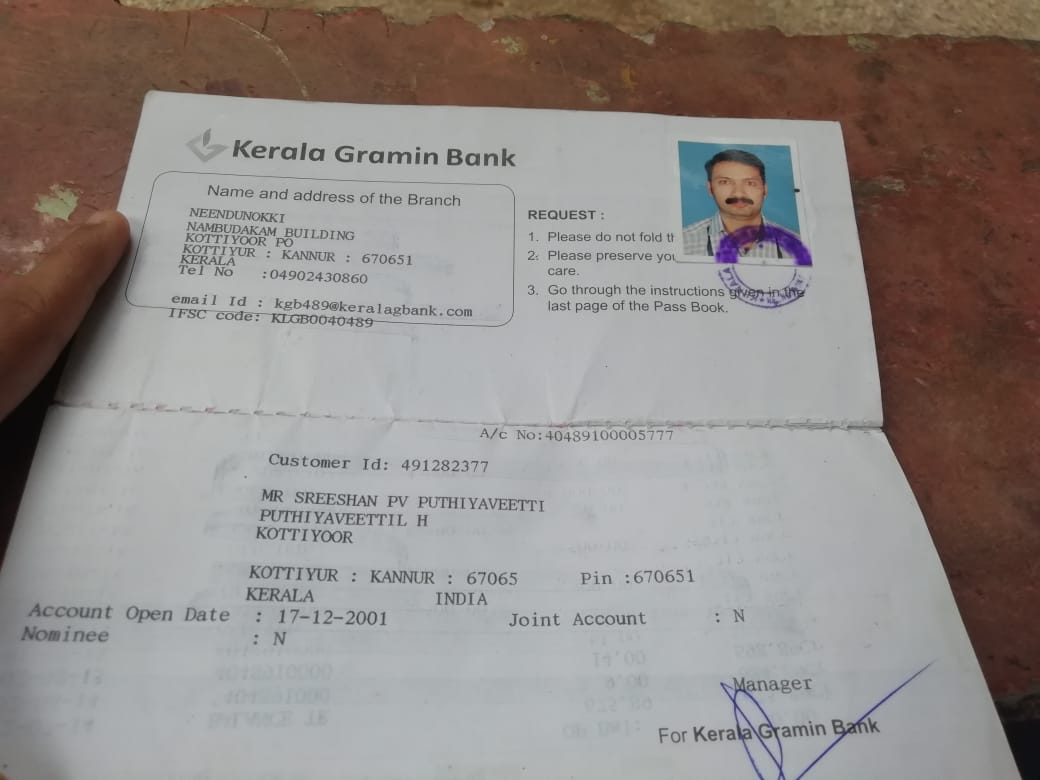 Kerala Gramin Bank
Name and address of the Branch
NEENDUNOKKI
NAMBUDAKAM BUILDING
KOTTIYOOR PO
KOTTIYUR : KANNUR : 670651
KERALA
Tel No :04902430860
email Id : kgb489@keralagbank.com
IFSC code: KLGB0040489
REQUEST :
1. Please do not fold th
2. Please preserve you
care.
3. Go through the instructions given in the
last page of the Pass Book.
A/c No:40489100005777
Customer Id: 491282377
MR SREESHAN PV PUTHIYAVEETTI
PUTHIYAVEETTIL H
KOTTIYOOR
KOTTIYUR : KANNUR : 67065 Pin :670651
KERALA INDIA
Account Open Date : 17-12-2001 Joint Account : N
Nominee : N
Manager
For Kerala Gramin Bank